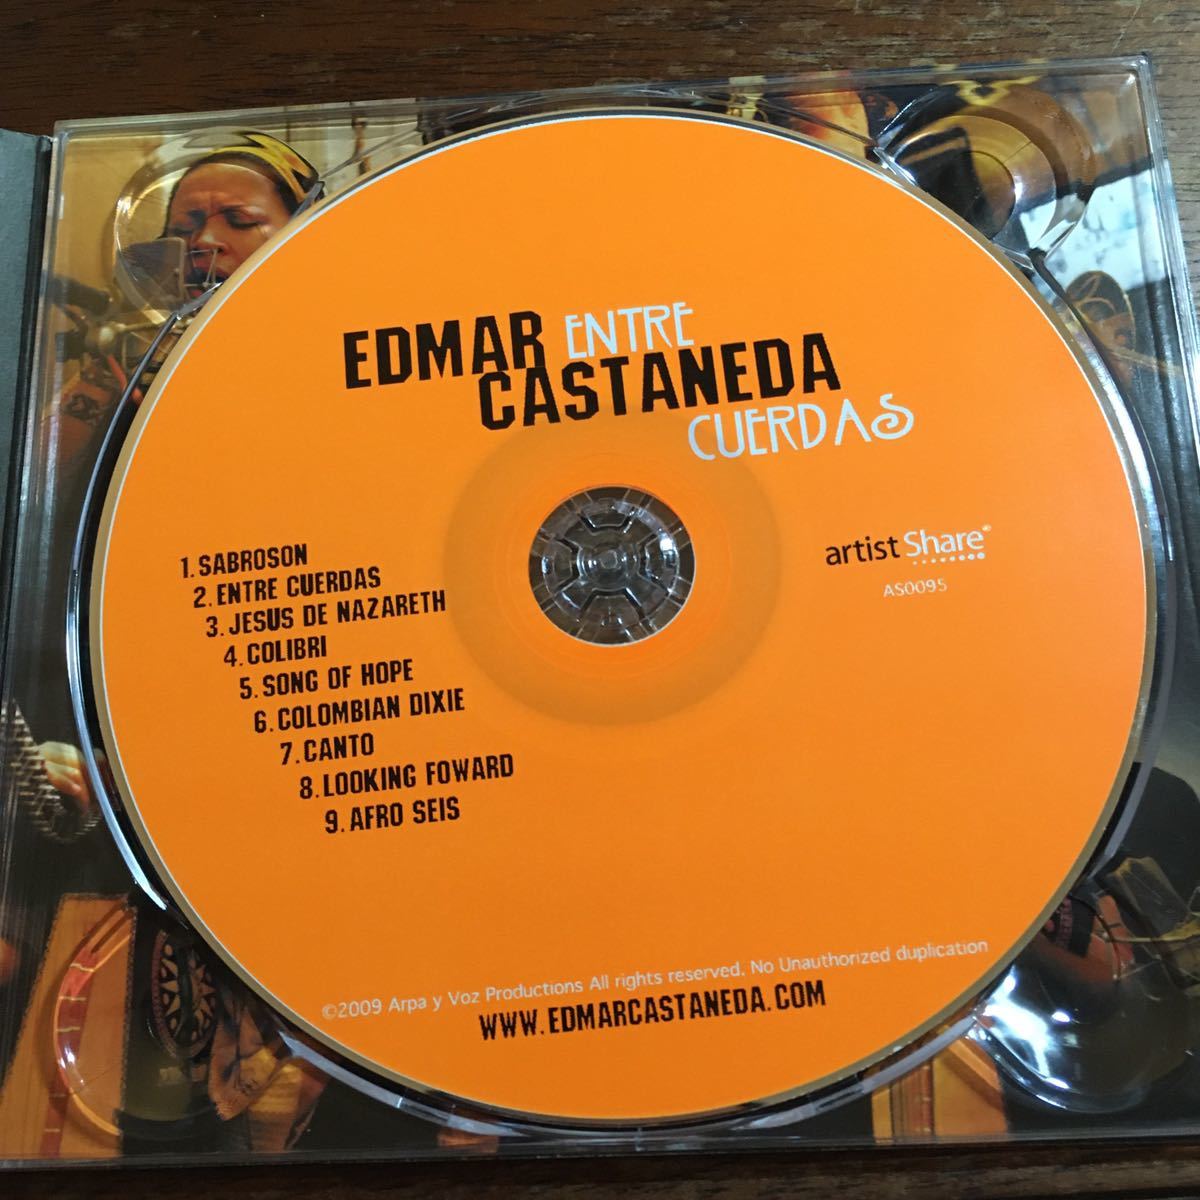 EDMAR ENTRE
CASTANEDA
CUERDAS
1. SABROSON
2. ENTRE CUERDAS
3. JESUS DE NAZARETH
4. COLIBRI
5. SONG OF HOPE
6. COLOMBIAN DIXIE
7. CANTO
8. LOOKING FOWARD
9. AFRO SEIS
artistShare®
AS0095
©2009 Arpa y Voz Productions All rights reserved. No Unauthorized duplication
WWW.EDMARCASTANEDA.COM